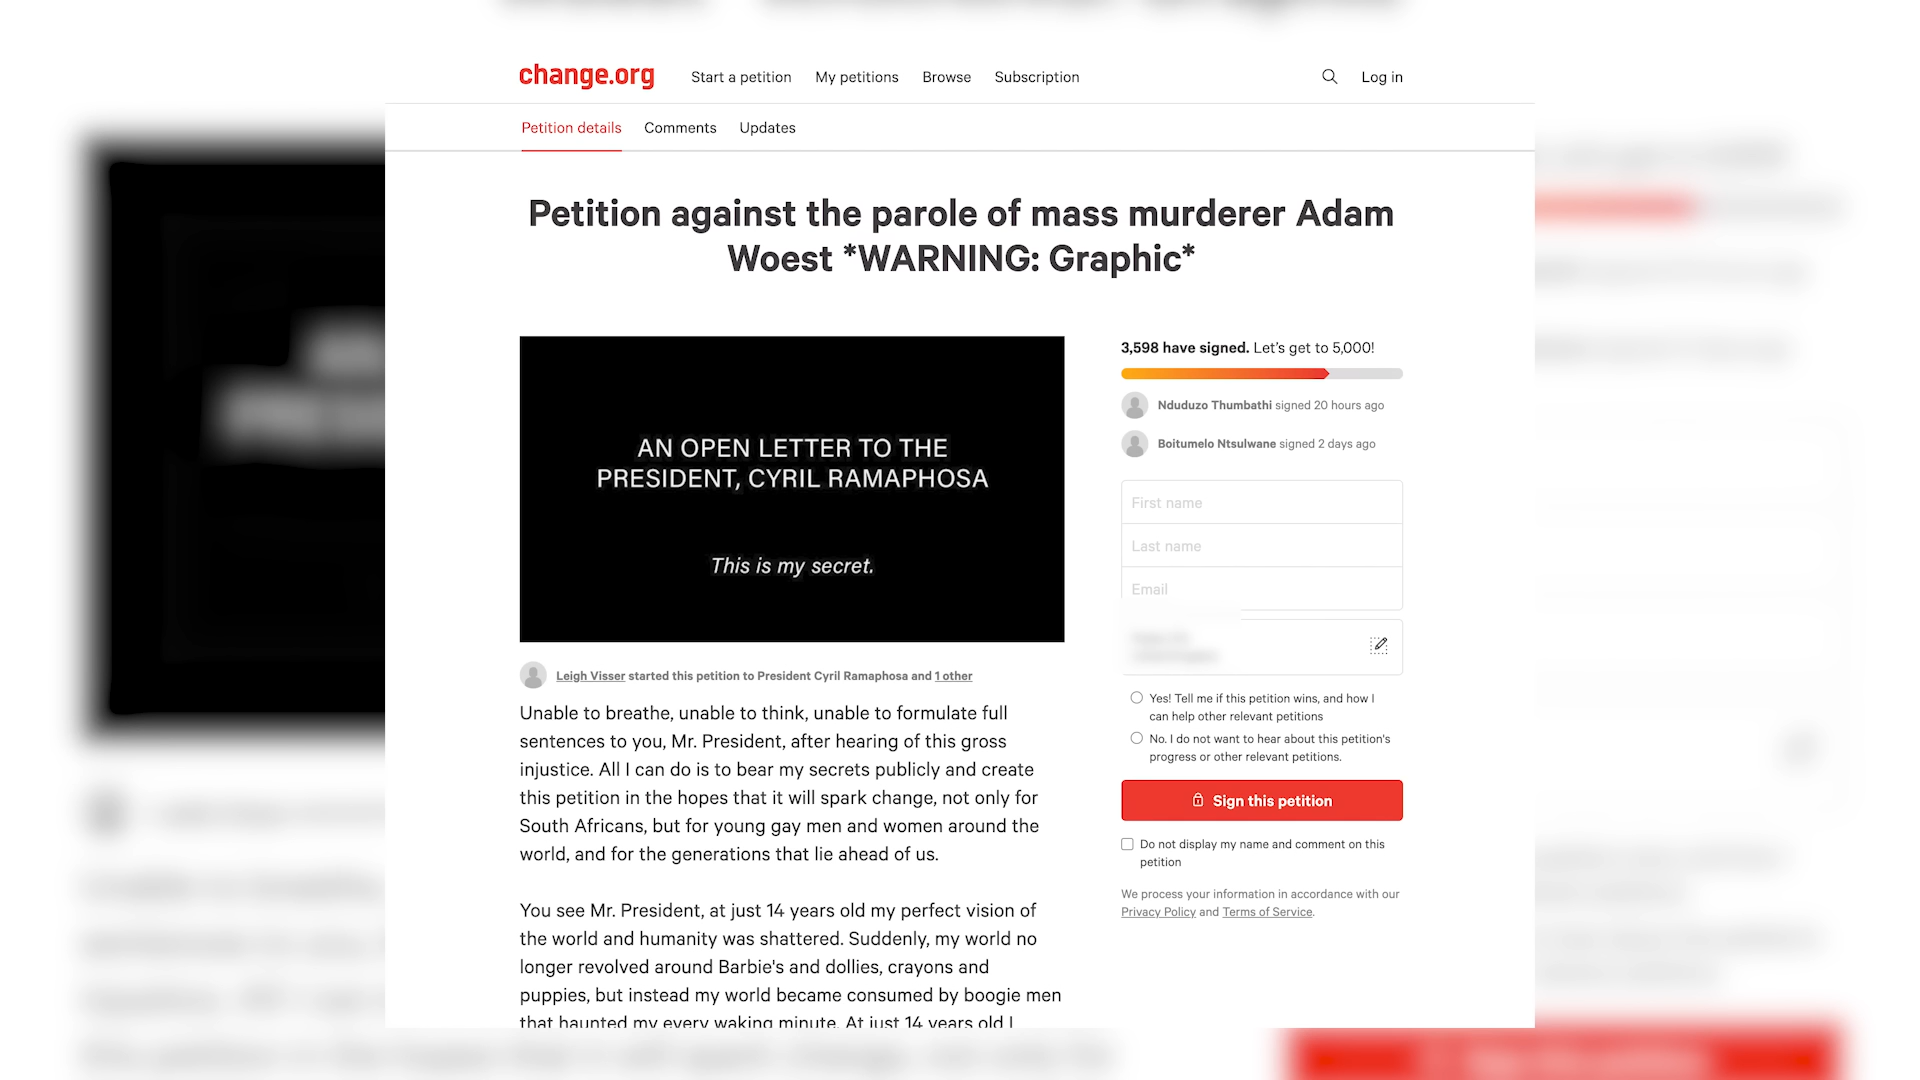 change.org
Start a petition
My petitions
Browse
Subscription
Log in
Petition details
Comments
Updates
Petition against the parole of mass murderer Adam
Woest *WARNING: Graphic*
AN OPEN LETTER TO THE
PRESIDENT, CYRIL RAMAPHOSA
This is my secret.
Leigh Visser started this petition to President Cyril Ramaphosa and 1 other
Unable to breathe, unable to think, unable to formulate full
sentences to you, Mr. President, after hearing of this gross
injustice. All I can do is to bear my secrets publicly and create
this petition in the hopes that it will spark change, not only for
South Africans, but for young gay men and women around the
world, and for the generations that lie ahead of us.
You see Mr. President, at just 14 years old my perfect vision of
the world and humanity was shattered. Suddenly, my world no
longer revolved around Barbie's and dollies, crayons and
puppies, but instead my world became consumed by boogie men
that haunted my every waking minute. At just 14 years old I
3,598 have signed. Let's get to 5,000!
Nduduzo Thumbathi signed 20 hours ago
Boitumelo Ntsulwane signed 2 days ago
First name
Last name
Email
Yes! Tell me if this petition wins, and how I
can help other relevant petitions
No. I do not want to hear about this petition's
progress or other relevant petitions.
Sign this petition
Do not display my name and comment on this
petition
We process your information in accordance with our
Privacy Policy and Terms of Service.